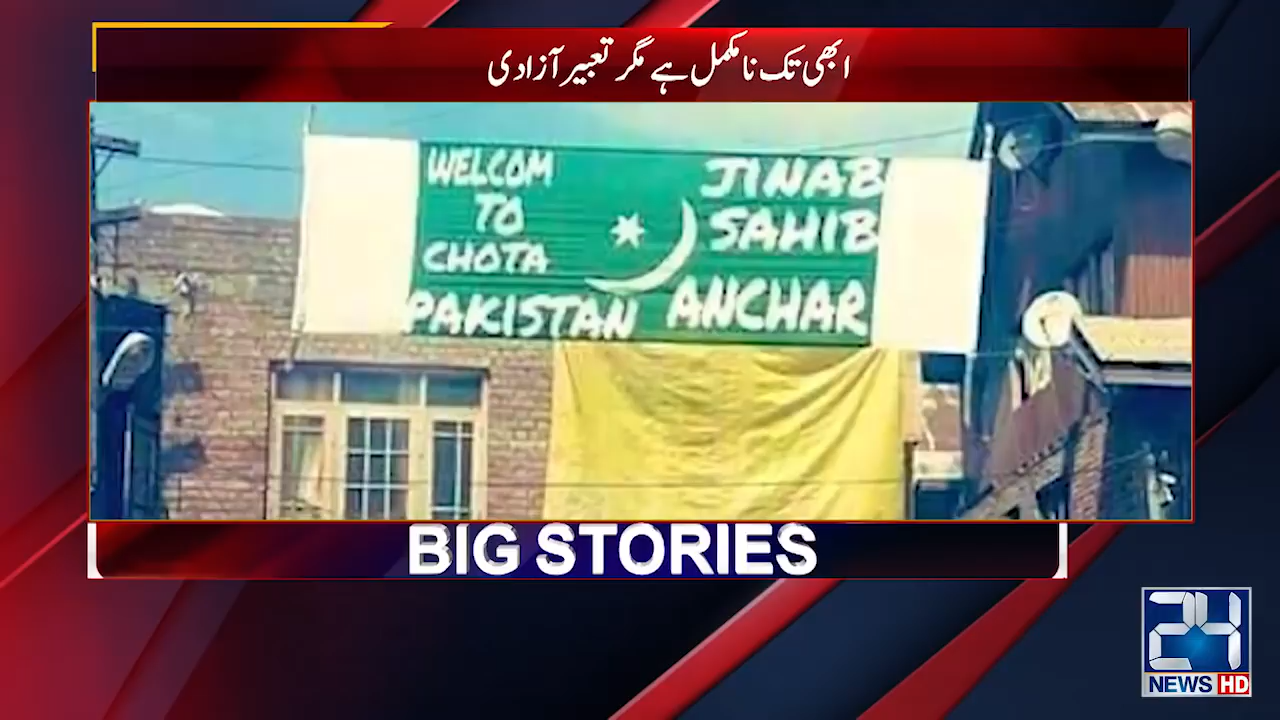 ابھی تک نامکمل ہے مگر تعبیر آزادی
WELCOM
TO
CHOTA
PAKISTAN
JINAB
SAHIB
ANCHAR
BIG STORIES
24
NEWS HD